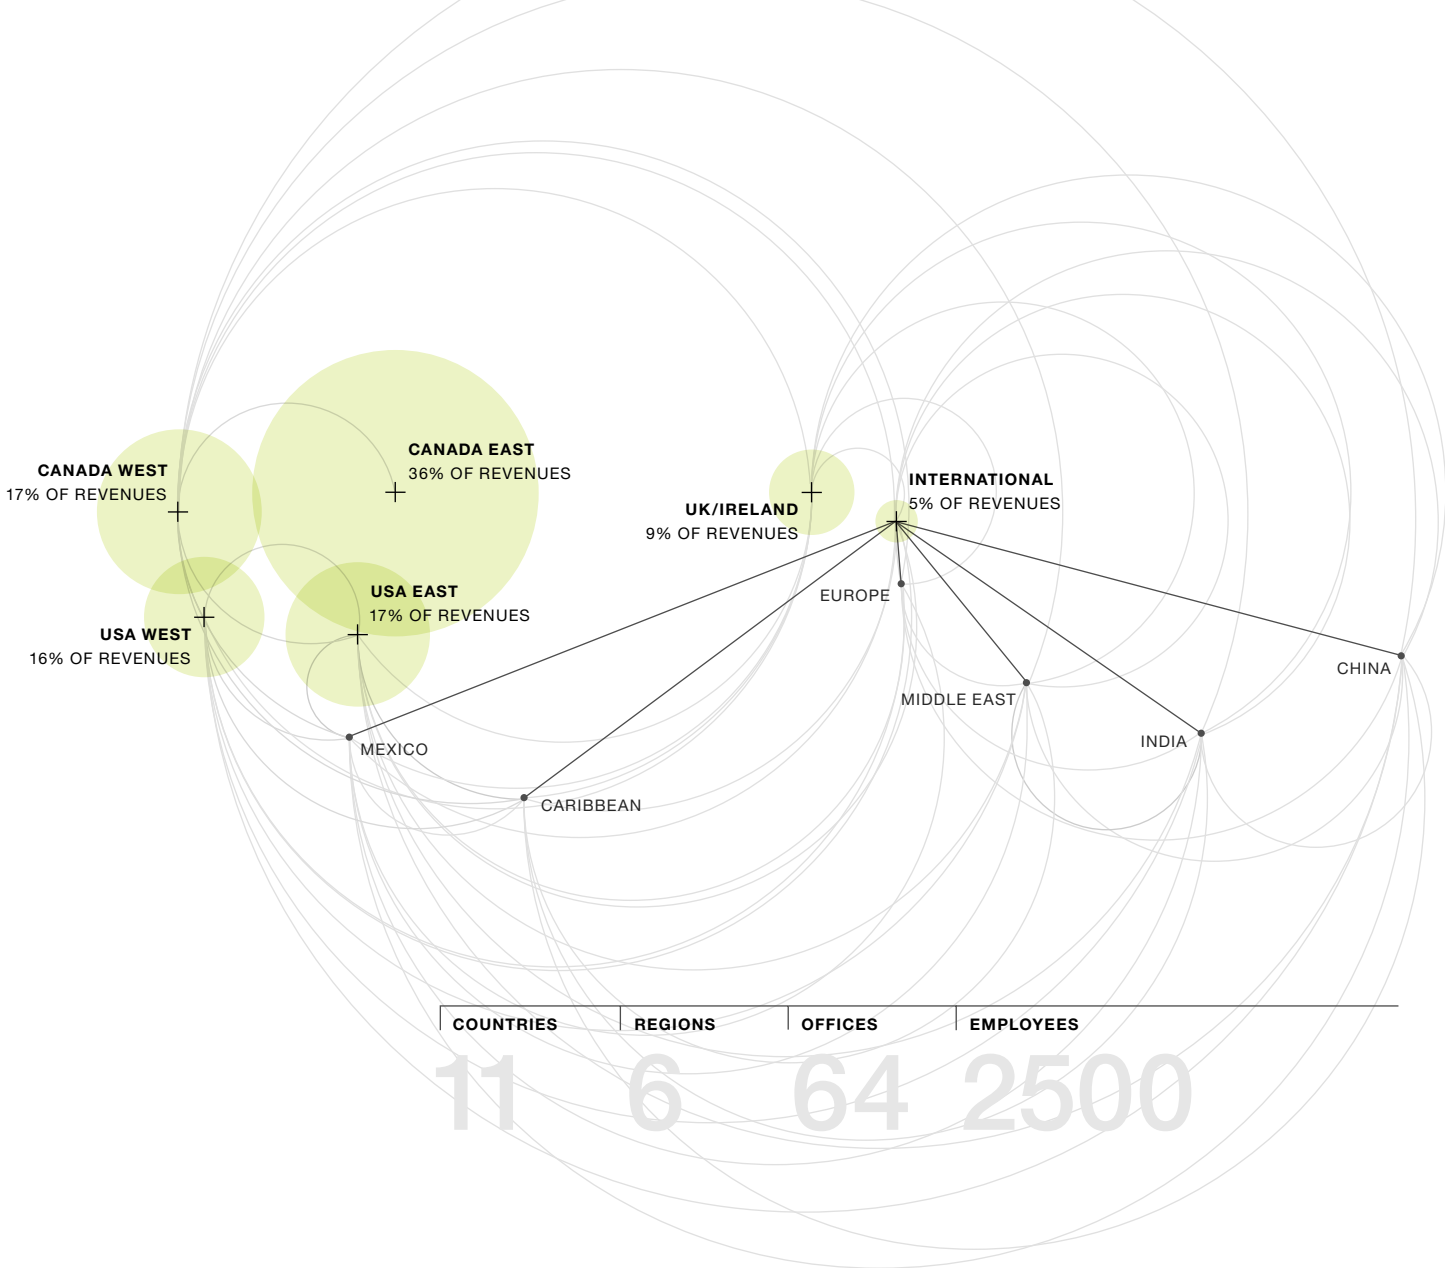 CANADA EAST
36% OF REVENUES
CANADA WEST
17% OF REVENUES
INTERNATIONAL
5% OF REVENUES
UK/IRELAND
9% OF REVENUES
USA EAST
17% OF REVENUES
EUROPE
USA WEST
16% OF REVENUES
CHINA
MIDDLE EAST
INDIA
MEXICO
CARIBBEAN
COUNTRIES
11
REGIONS
6
OFFICES
64
EMPLOYEES
2500